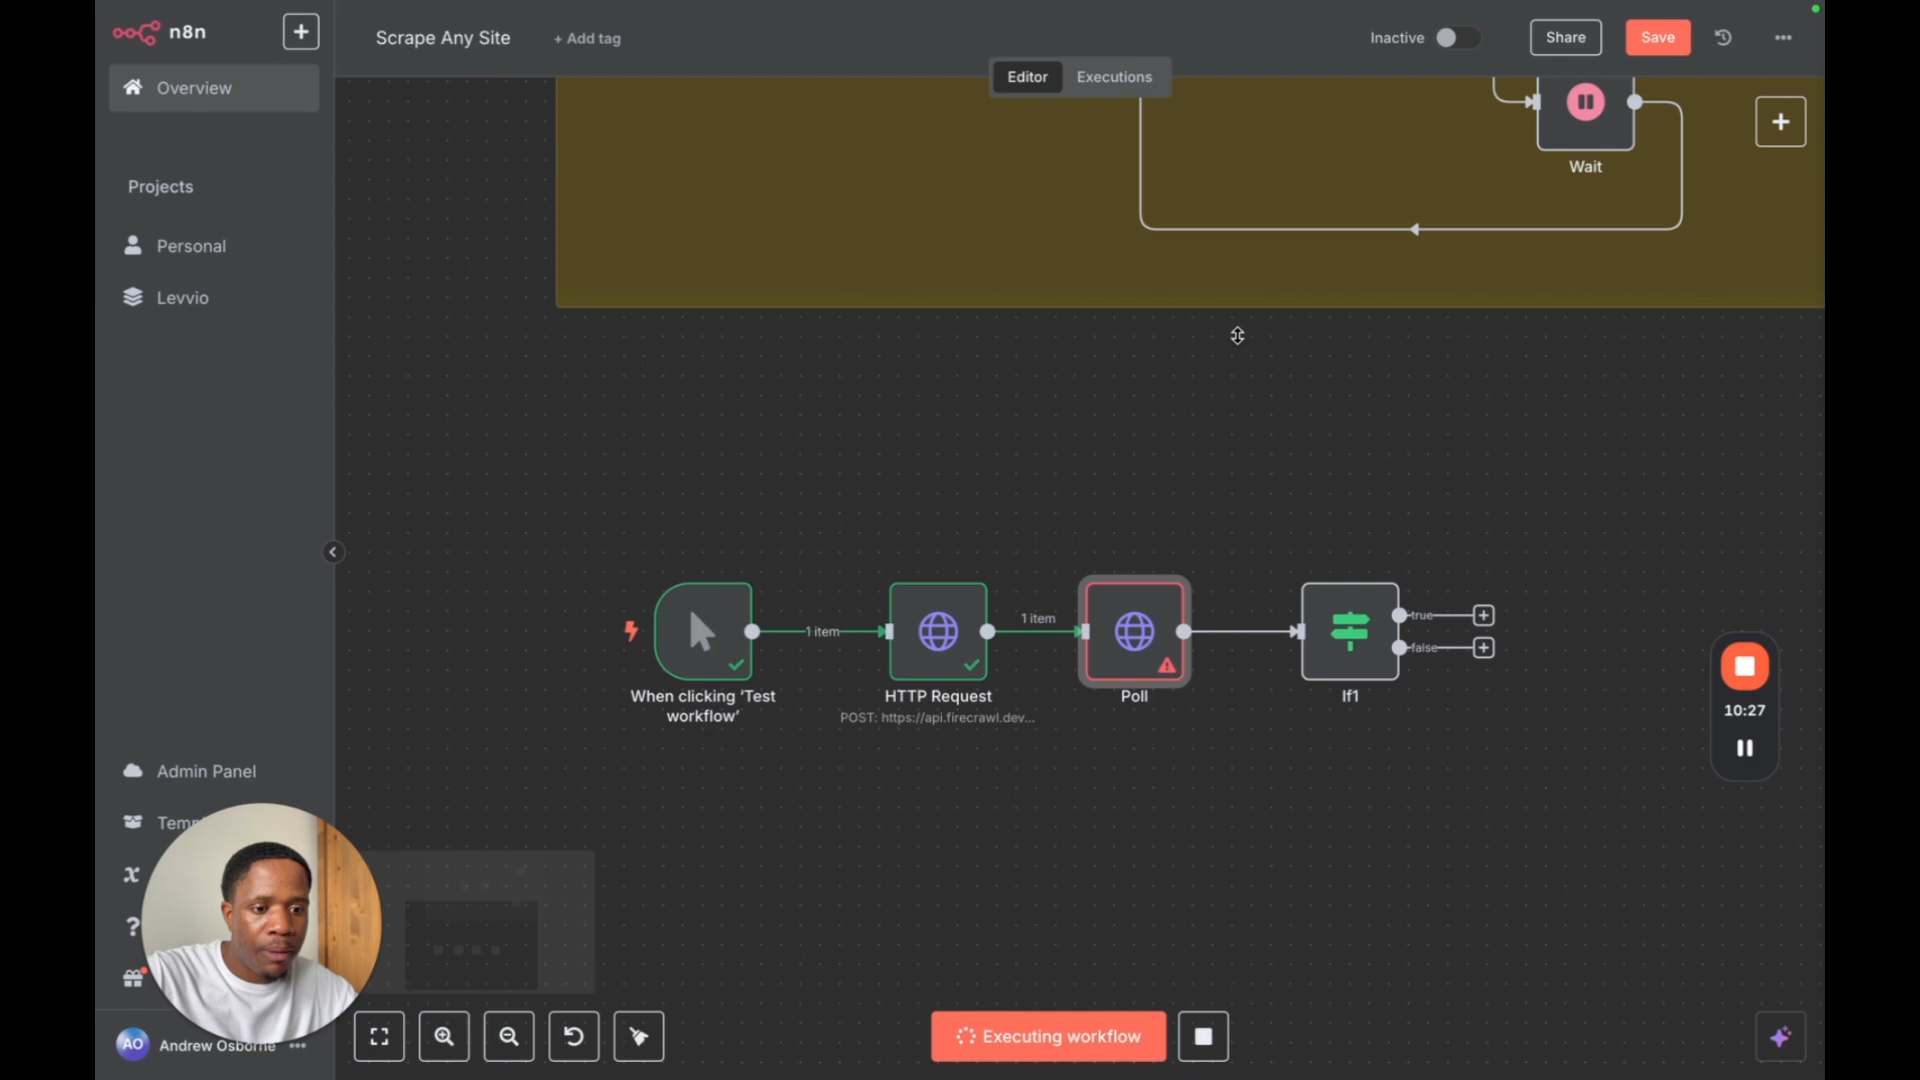 n8n
Scrape Any Site
+ Add tag
Inactive
Share
Save
Editor
Executions
Overview
Projects
Personal
Levvio
Wait
1 item
1 item
true
false
When clicking ‘Test
workflow’
HTTP Request
POST: https://api.firecrawl.dev...
Poll
If1
10:27
Admin Panel
Executing workflow
AO
Andrew Osborne